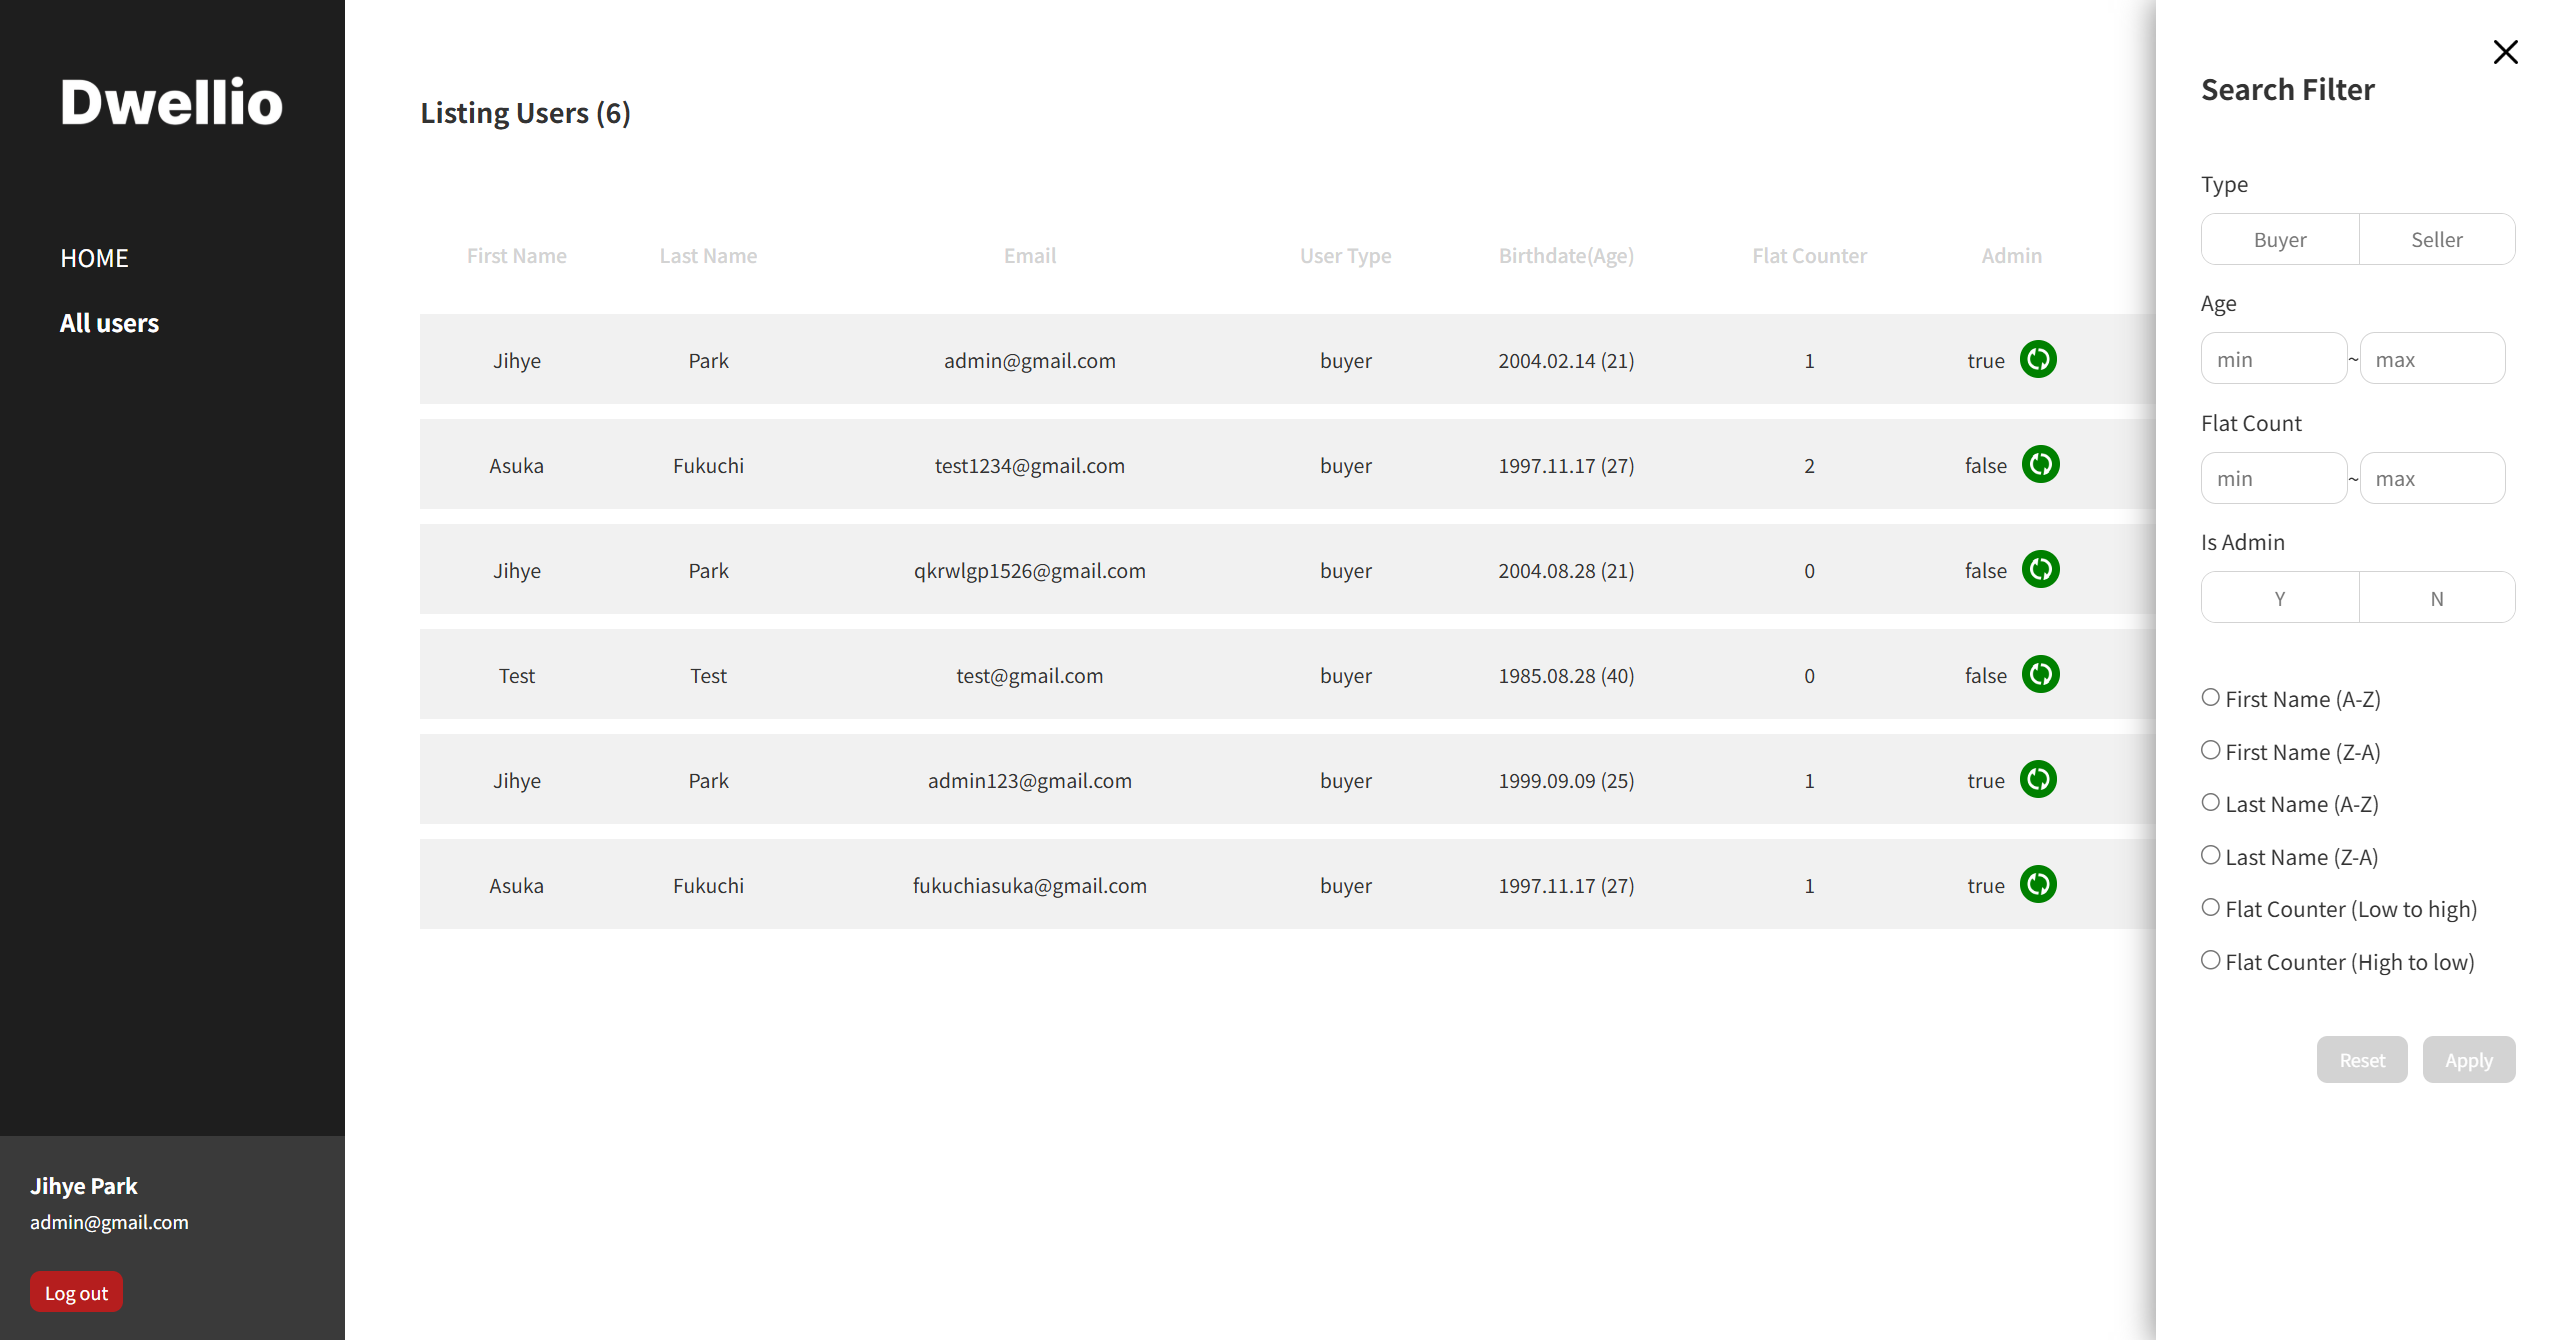 Dwellio
HOME
All users
Jihye Park
admin@gmail.com
Log out
Listing Users (6)
First Name Last Name Email User Type Birthdate(Age) Flat Counter Admin
Jihye Park admin@gmail.com buyer 2004.02.14 (21) 1 true
Asuka Fukuchi test1234@gmail.com buyer 1997.11.17 (27) 2 false
Jihye Park qkrwlgp1526@gmail.com buyer 2004.08.28 (21) 0 false
Test Test test@gmail.com buyer 1985.08.28 (40) 0 false
Jihye Park admin123@gmail.com buyer 1999.09.09 (25) 1 true
Asuka Fukuchi fukuchiasuka@gmail.com buyer 1997.11.17 (27) 1 true
Search Filter
Type
Buyer Seller
Age
min ~ max
Flat Count
min ~ max
Is Admin
Y N
First Name (A-Z)
First Name (Z-A)
Last Name (A-Z)
Last Name (Z-A)
Flat Counter (Low to high)
Flat Counter (High to low)
Reset Apply